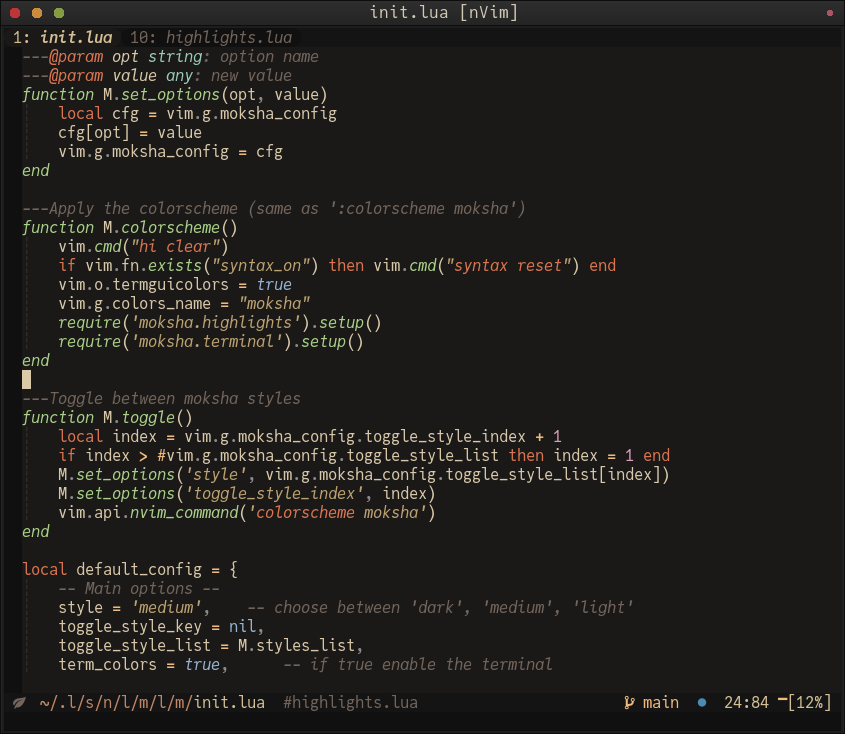 init.lua [nVim]
1: init.lua 10: highlights.lua
---@param opt string: option name
---@param value any: new value
function M.set_options(opt, value)
    local cfg = vim.g.moksha_config
    cfg[opt] = value
    vim.g.moksha_config = cfg
end
---Apply the colorscheme (same as ':colorscheme moksha')
function M.colorscheme()
    vim.cmd("hi clear")
    if vim.fn.exists("syntax_on") then vim.cmd("syntax reset") end
    vim.o.termguicolors = true
    vim.g.colors_name = "moksha"
    require('moksha.highlights').setup()
    require('moksha.terminal').setup()
end
---Toggle between moksha styles
function M.toggle()
    local index = vim.g.moksha_config.toggle_style_index + 1
    if index > #vim.g.moksha_config.toggle_style_list then index = 1 end
    M.set_options('style', vim.g.moksha_config.toggle_style_list[index])
    M.set_options('toggle_style_index', index)
    vim.api.nvim_command('colorscheme moksha')
end
local default_config = {
    -- Main options --
    style = 'medium',    -- choose between 'dark', 'medium', 'light'
    toggle_style_key = nil,
    toggle_style_list = M.styles_list,
    term_colors = true,      -- if true enable the terminal
~/.l/s/n/l/m/l/m/init.lua  #highlights.lua main 24:84 [12%]